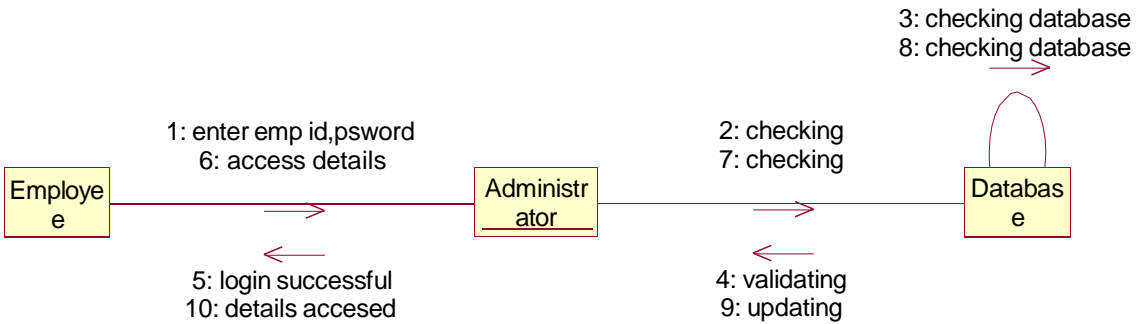 3: checking database
8: checking database
1: enter emp id,psword
6: access details
2: checking
7: checking
Employe
e
Administr
ator
Databas
e
5: login successful
10: details accesed
4: validating
9: updating